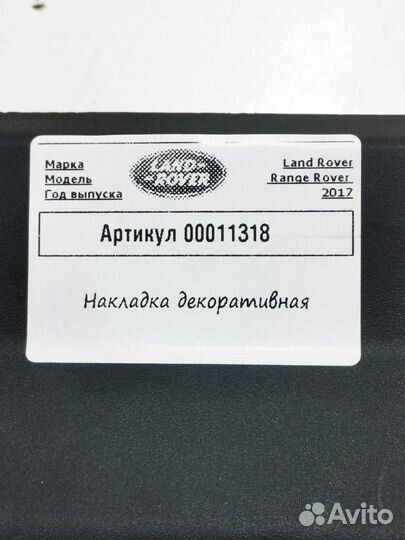 Марка LAND- Land Rover
Модель -ROVER Range Rover
Год выпуска 2017
Артикул 00011318
Накладка декоративная
Avito